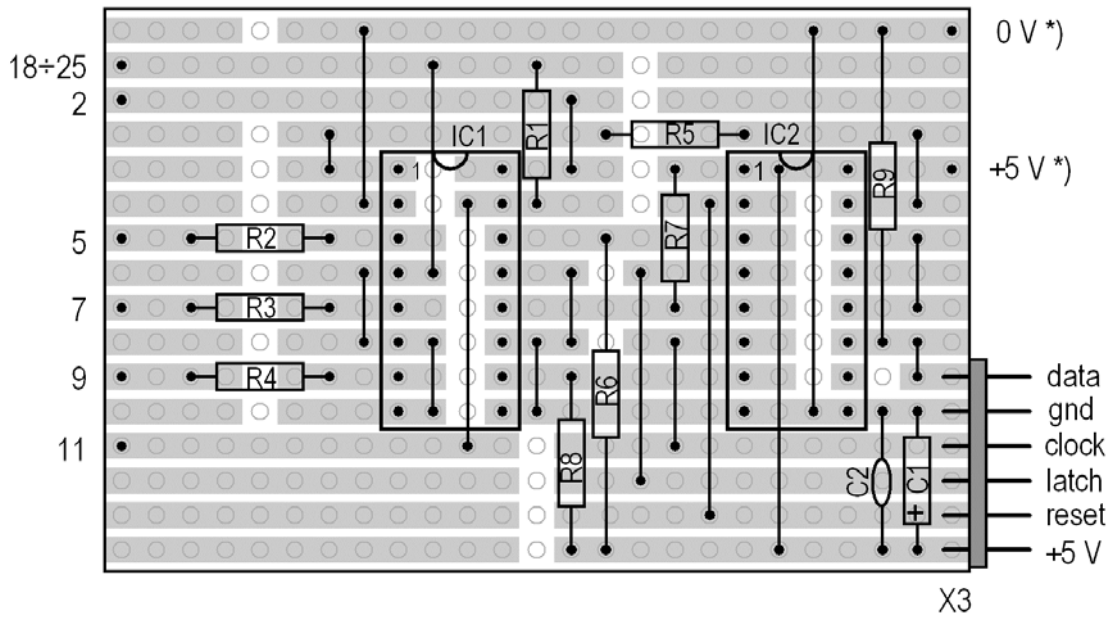 0 V *)
18÷25
2
IC1
R1
R5
IC2
1
1
R9
+5 V *)
5
R2
R7
7
R3
9
R4
R6
data
gnd
11
clock
R8
C2
C1
latch
+
reset
+5 V
X3